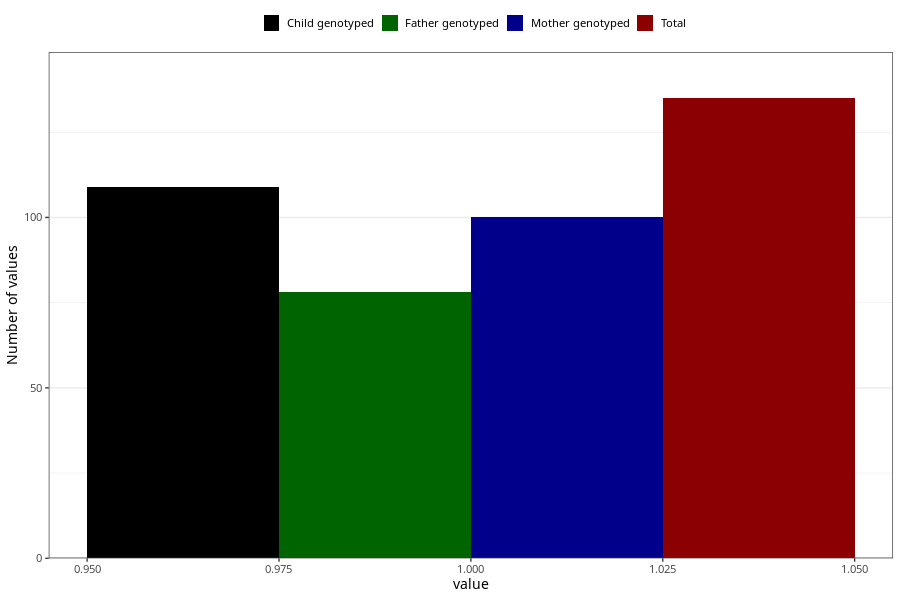 Child genotyped Father genotyped Mother genotyped Total
Number of values
100
50
0
0.950 0.975 1.000 1.025 1.050
value